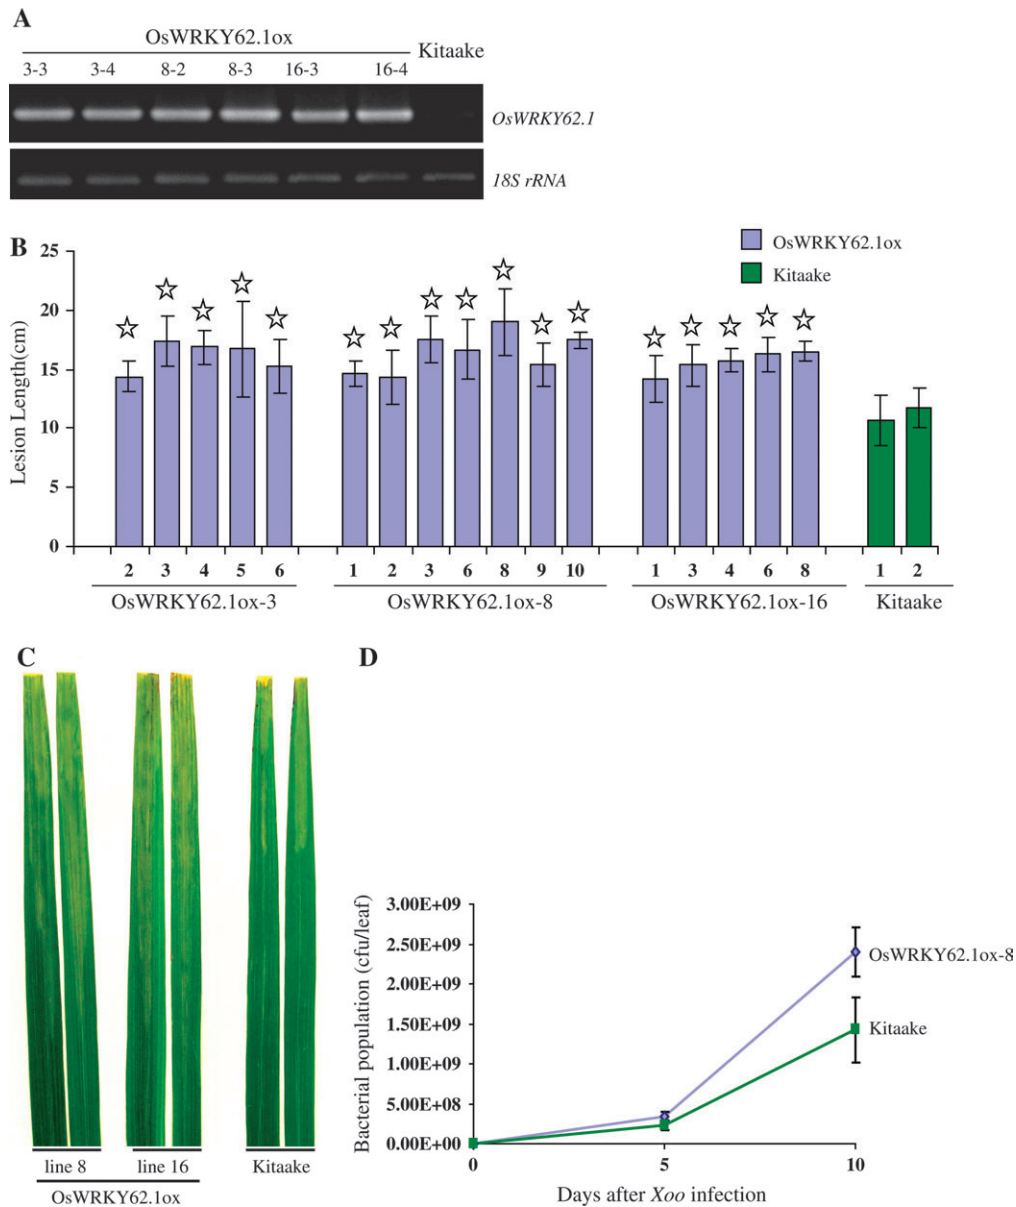 A
OsWRKY62.1ox
Kitaake
3-3 3-4 8-2 8-3 16-3 16-4
OsWRKY62.1
18S rRNA
B
OsWRKY62.1ox
Kitaake
Lesion Length(cm)
25
20
15
10
5
0
2 3 4 5 6 1 2 3 6 8 9 10 1 3 4 6 8 1 2
OsWRKY62.1ox-3 OsWRKY62.1ox-8 OsWRKY62.1ox-16 Kitaake
C
line 8 line 16 Kitaake
OsWRKY62.1ox
D
Bacterial population (cfu/leaf)
3.00E+09
2.50E+09
2.00E+09
1.50E+09
1.00E+09
5.00E+08
0.00E+00
OsWRKY62.1ox-8
Kitaake
0 5 10
Days after Xoo infection